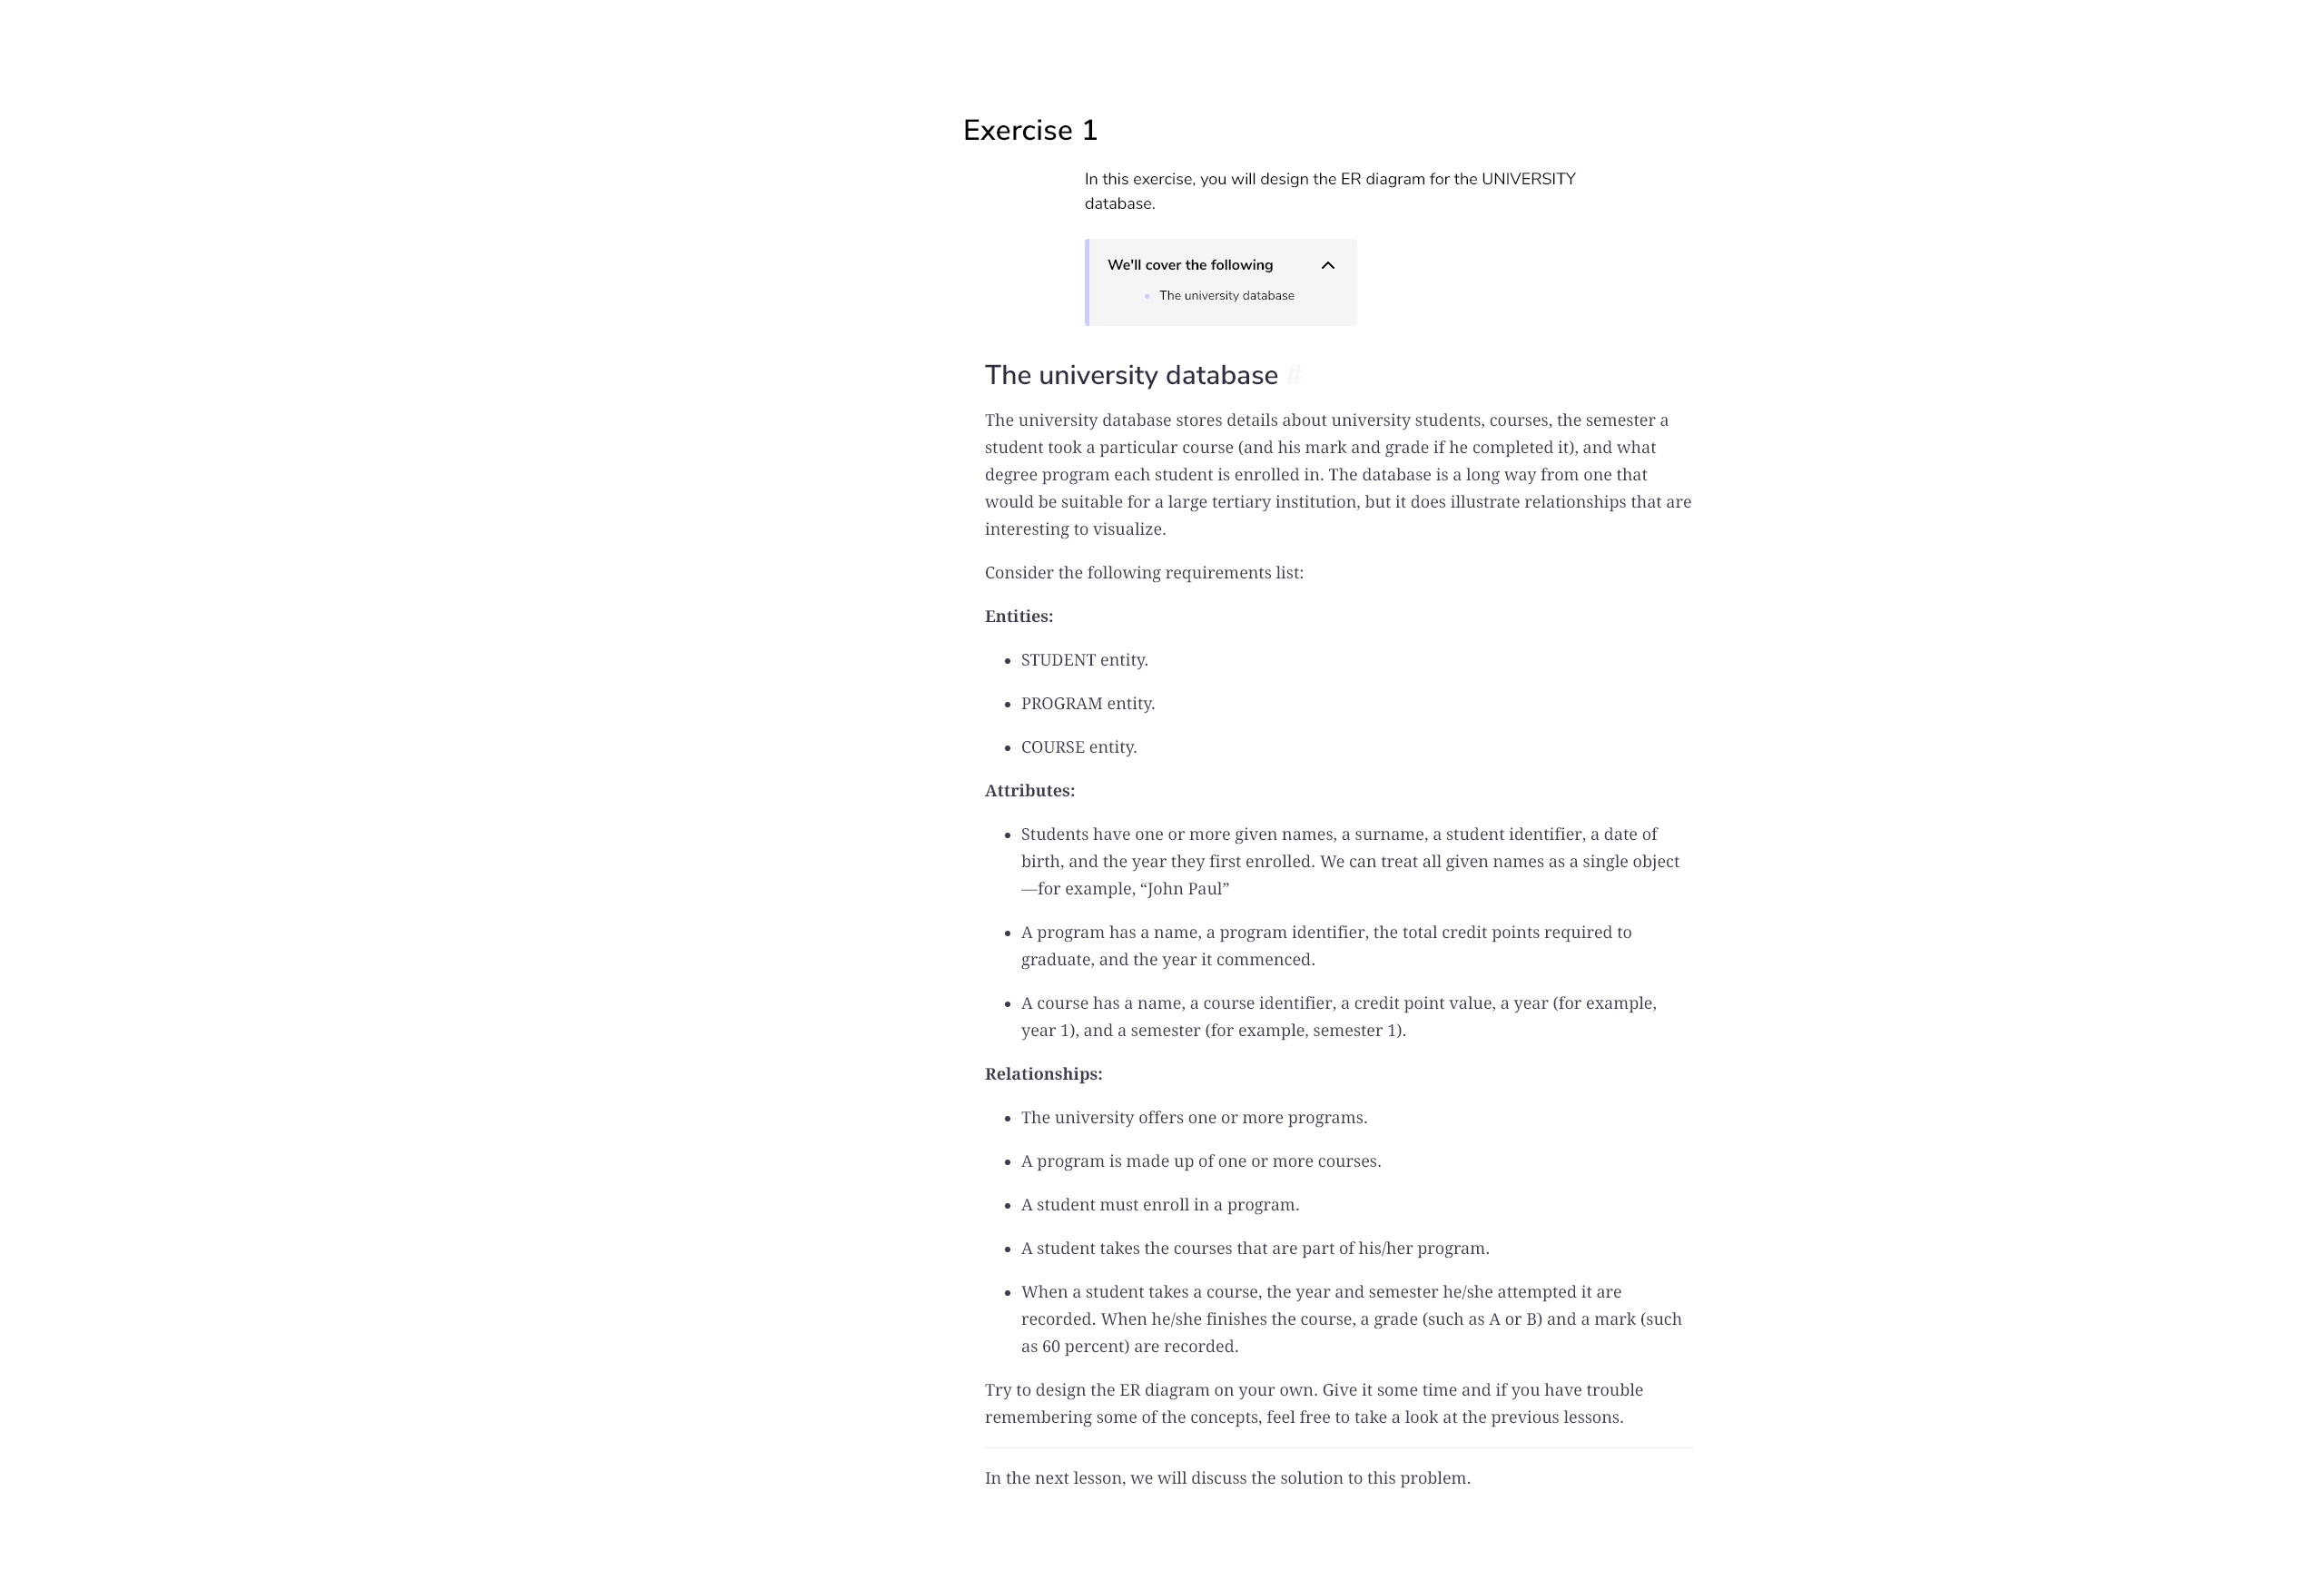 Exercise 1
In this exercise, you will design the ER diagram for the UNIVERSITY
database.
We'll cover the following
• The university database
The university database #
The university database stores details about university students, courses, the semester a
student took a particular course (and his mark and grade if he completed it), and what
degree program each student is enrolled in. The database is a long way from one that
would be suitable for a large tertiary institution, but it does illustrate relationships that are
interesting to visualize.
Consider the following requirements list:
Entities:
• STUDENT entity.
• PROGRAM entity.
• COURSE entity.
Attributes:
• Students have one or more given names, a surname, a student identifier, a date of
birth, and the year they first enrolled. We can treat all given names as a single object
—for example, “John Paul”
• A program has a name, a program identifier, the total credit points required to
graduate, and the year it commenced.
• A course has a name, a course identifier, a credit point value, a year (for example,
year 1), and a semester (for example, semester 1).
Relationships:
• The university offers one or more programs.
• A program is made up of one or more courses.
• A student must enroll in a program.
• A student takes the courses that are part of his/her program.
• When a student takes a course, the year and semester he/she attempted it are
recorded. When he/she finishes the course, a grade (such as A or B) and a mark (such
as 60 percent) are recorded.
Try to design the ER diagram on your own. Give it some time and if you have trouble
remembering some of the concepts, feel free to take a look at the previous lessons.
In the next lesson, we will discuss the solution to this problem.